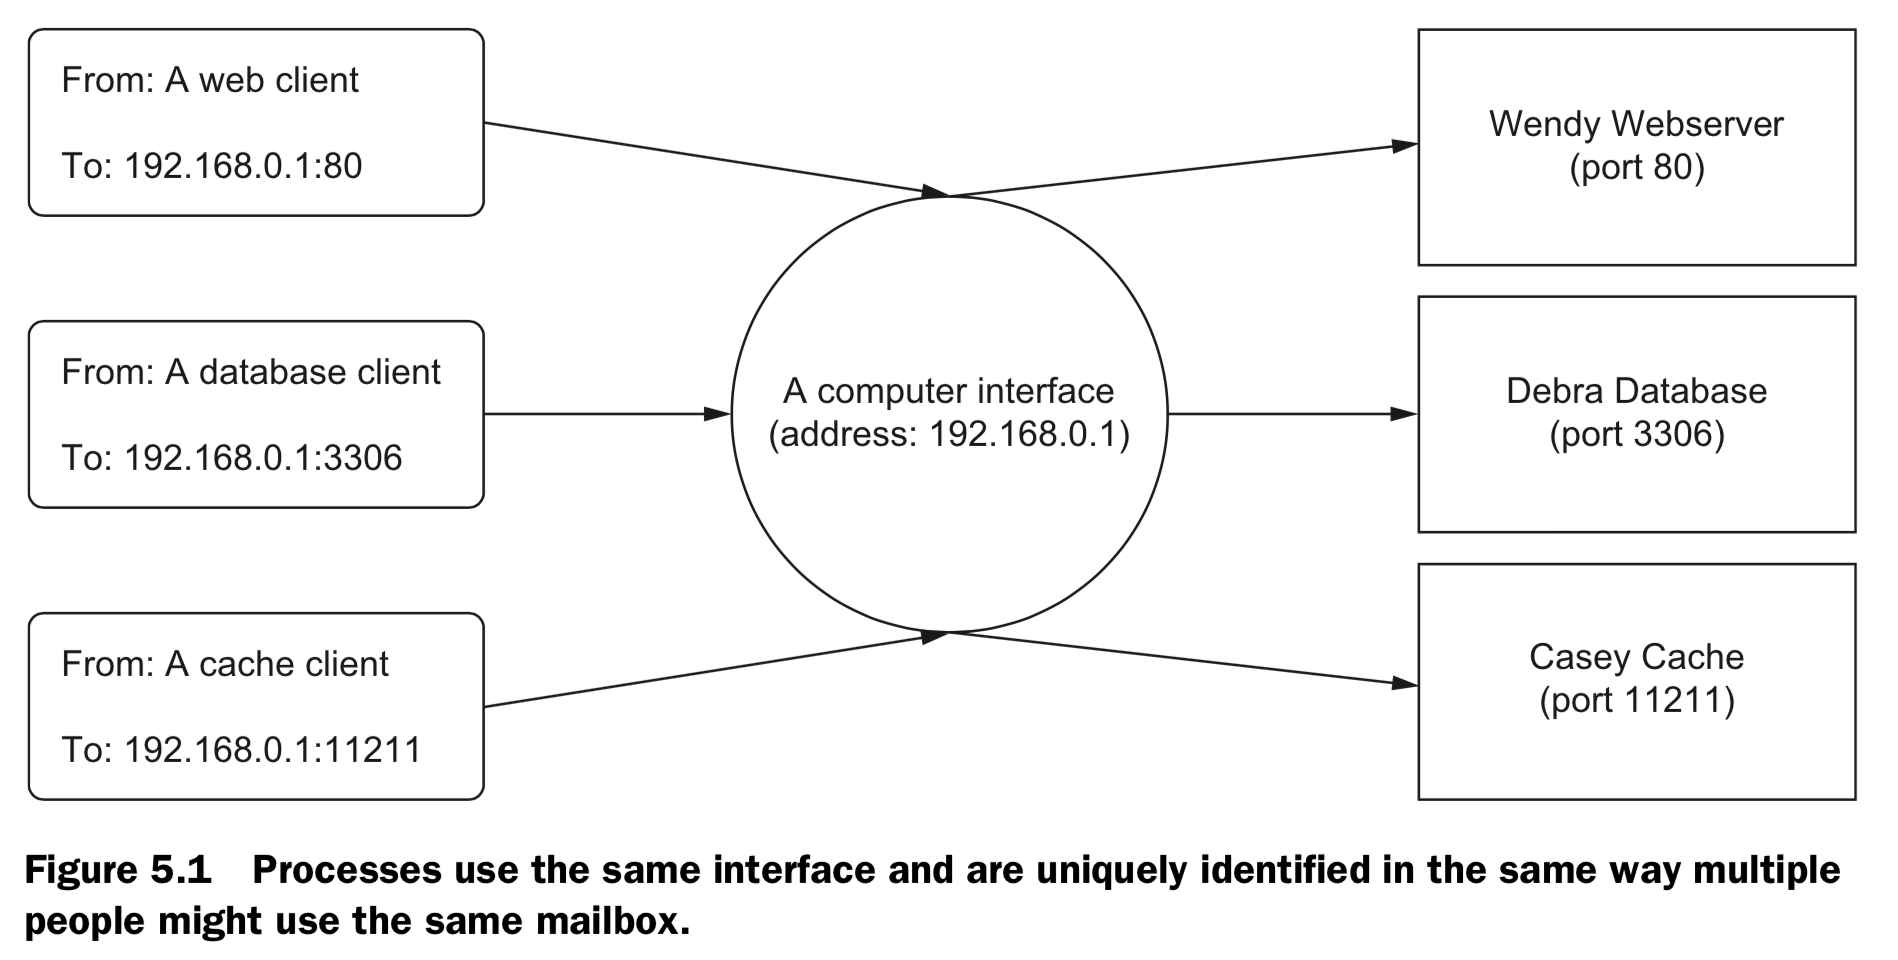 From: A web client
To: 192.168.0.1:80
From: A database client
To: 192.168.0.1:3306
From: A cache client
To: 192.168.0.1:11211
A computer interface
(address: 192.168.0.1)
Wendy Webserver
(port 80)
Debra Database
(port 3306)
Casey Cache
(port 11211)
Figure 5.1 Processes use the same interface and are uniquely identified in the same way multiple
people might use the same mailbox.